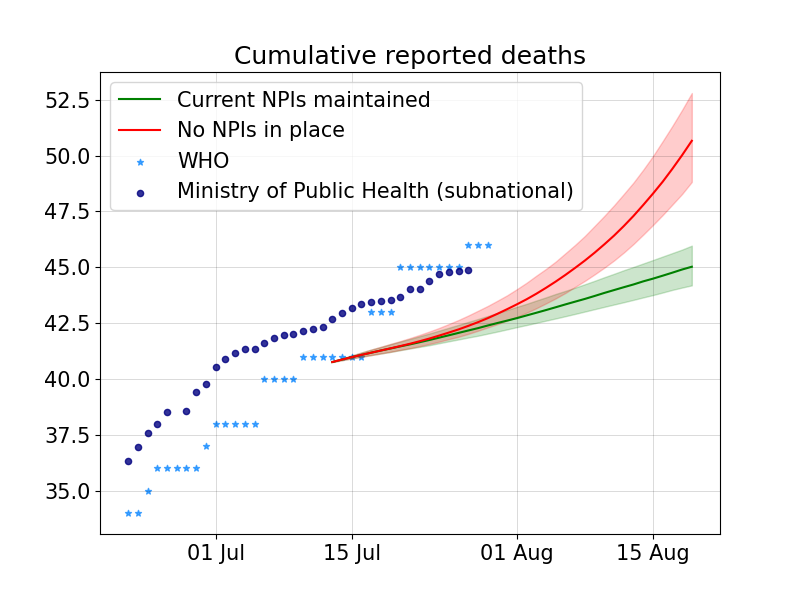 Cumulative reported deaths
52.5
50.0
47.5
45.0
42.5
40.0
37.5
35.0
Current NPIs maintained
No NPIs in place
WHO
Ministry of Public Health (subnational)
01 Jul
15 Jul
01 Aug
15 Aug